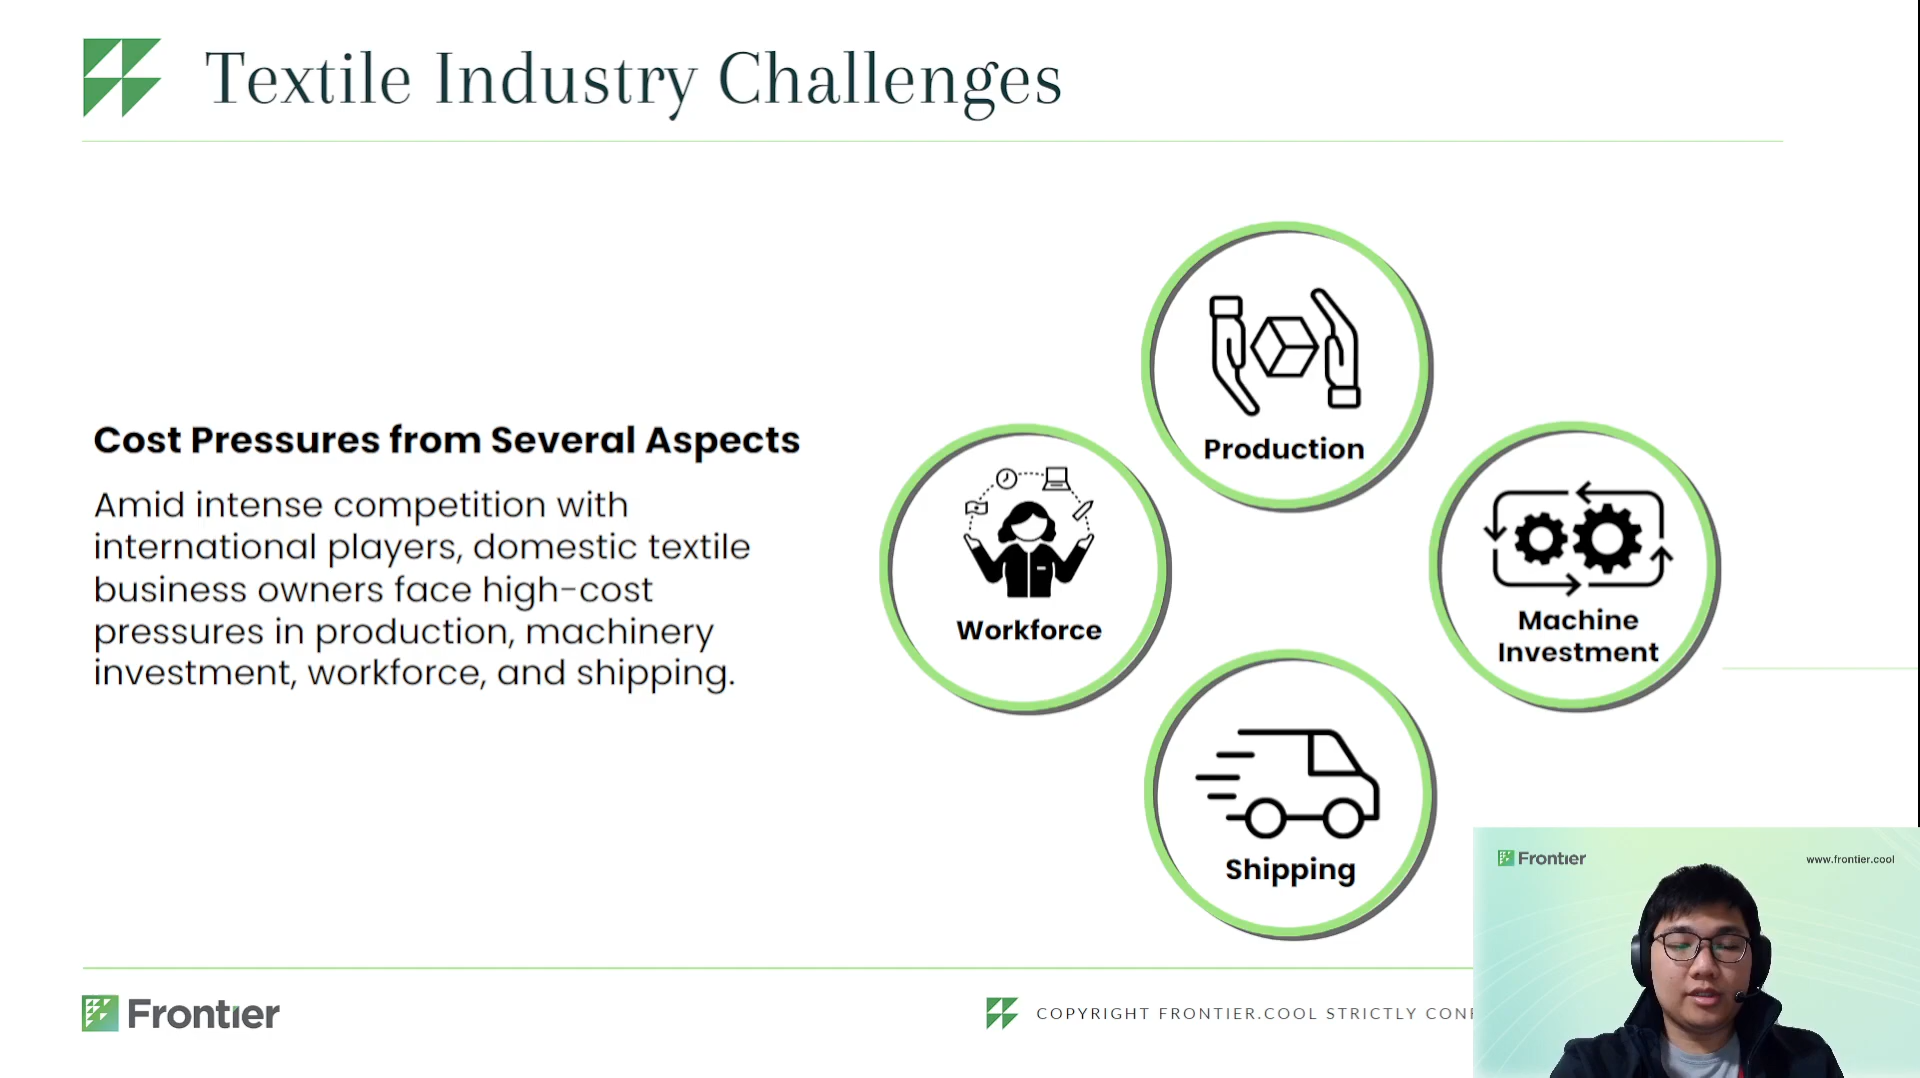 Textile Industry Challenges
Cost Pressures from Several Aspects
Amid intense competition with
international players, domestic textile
business owners face high-cost
pressures in production, machinery
investment, workforce, and shipping.
Production
Workforce
Machine
Investment
Shipping
Frontier
www.frontier.cool
Frontier
COPYRIGHT FRONTIER.COOL STRICTLY CONF